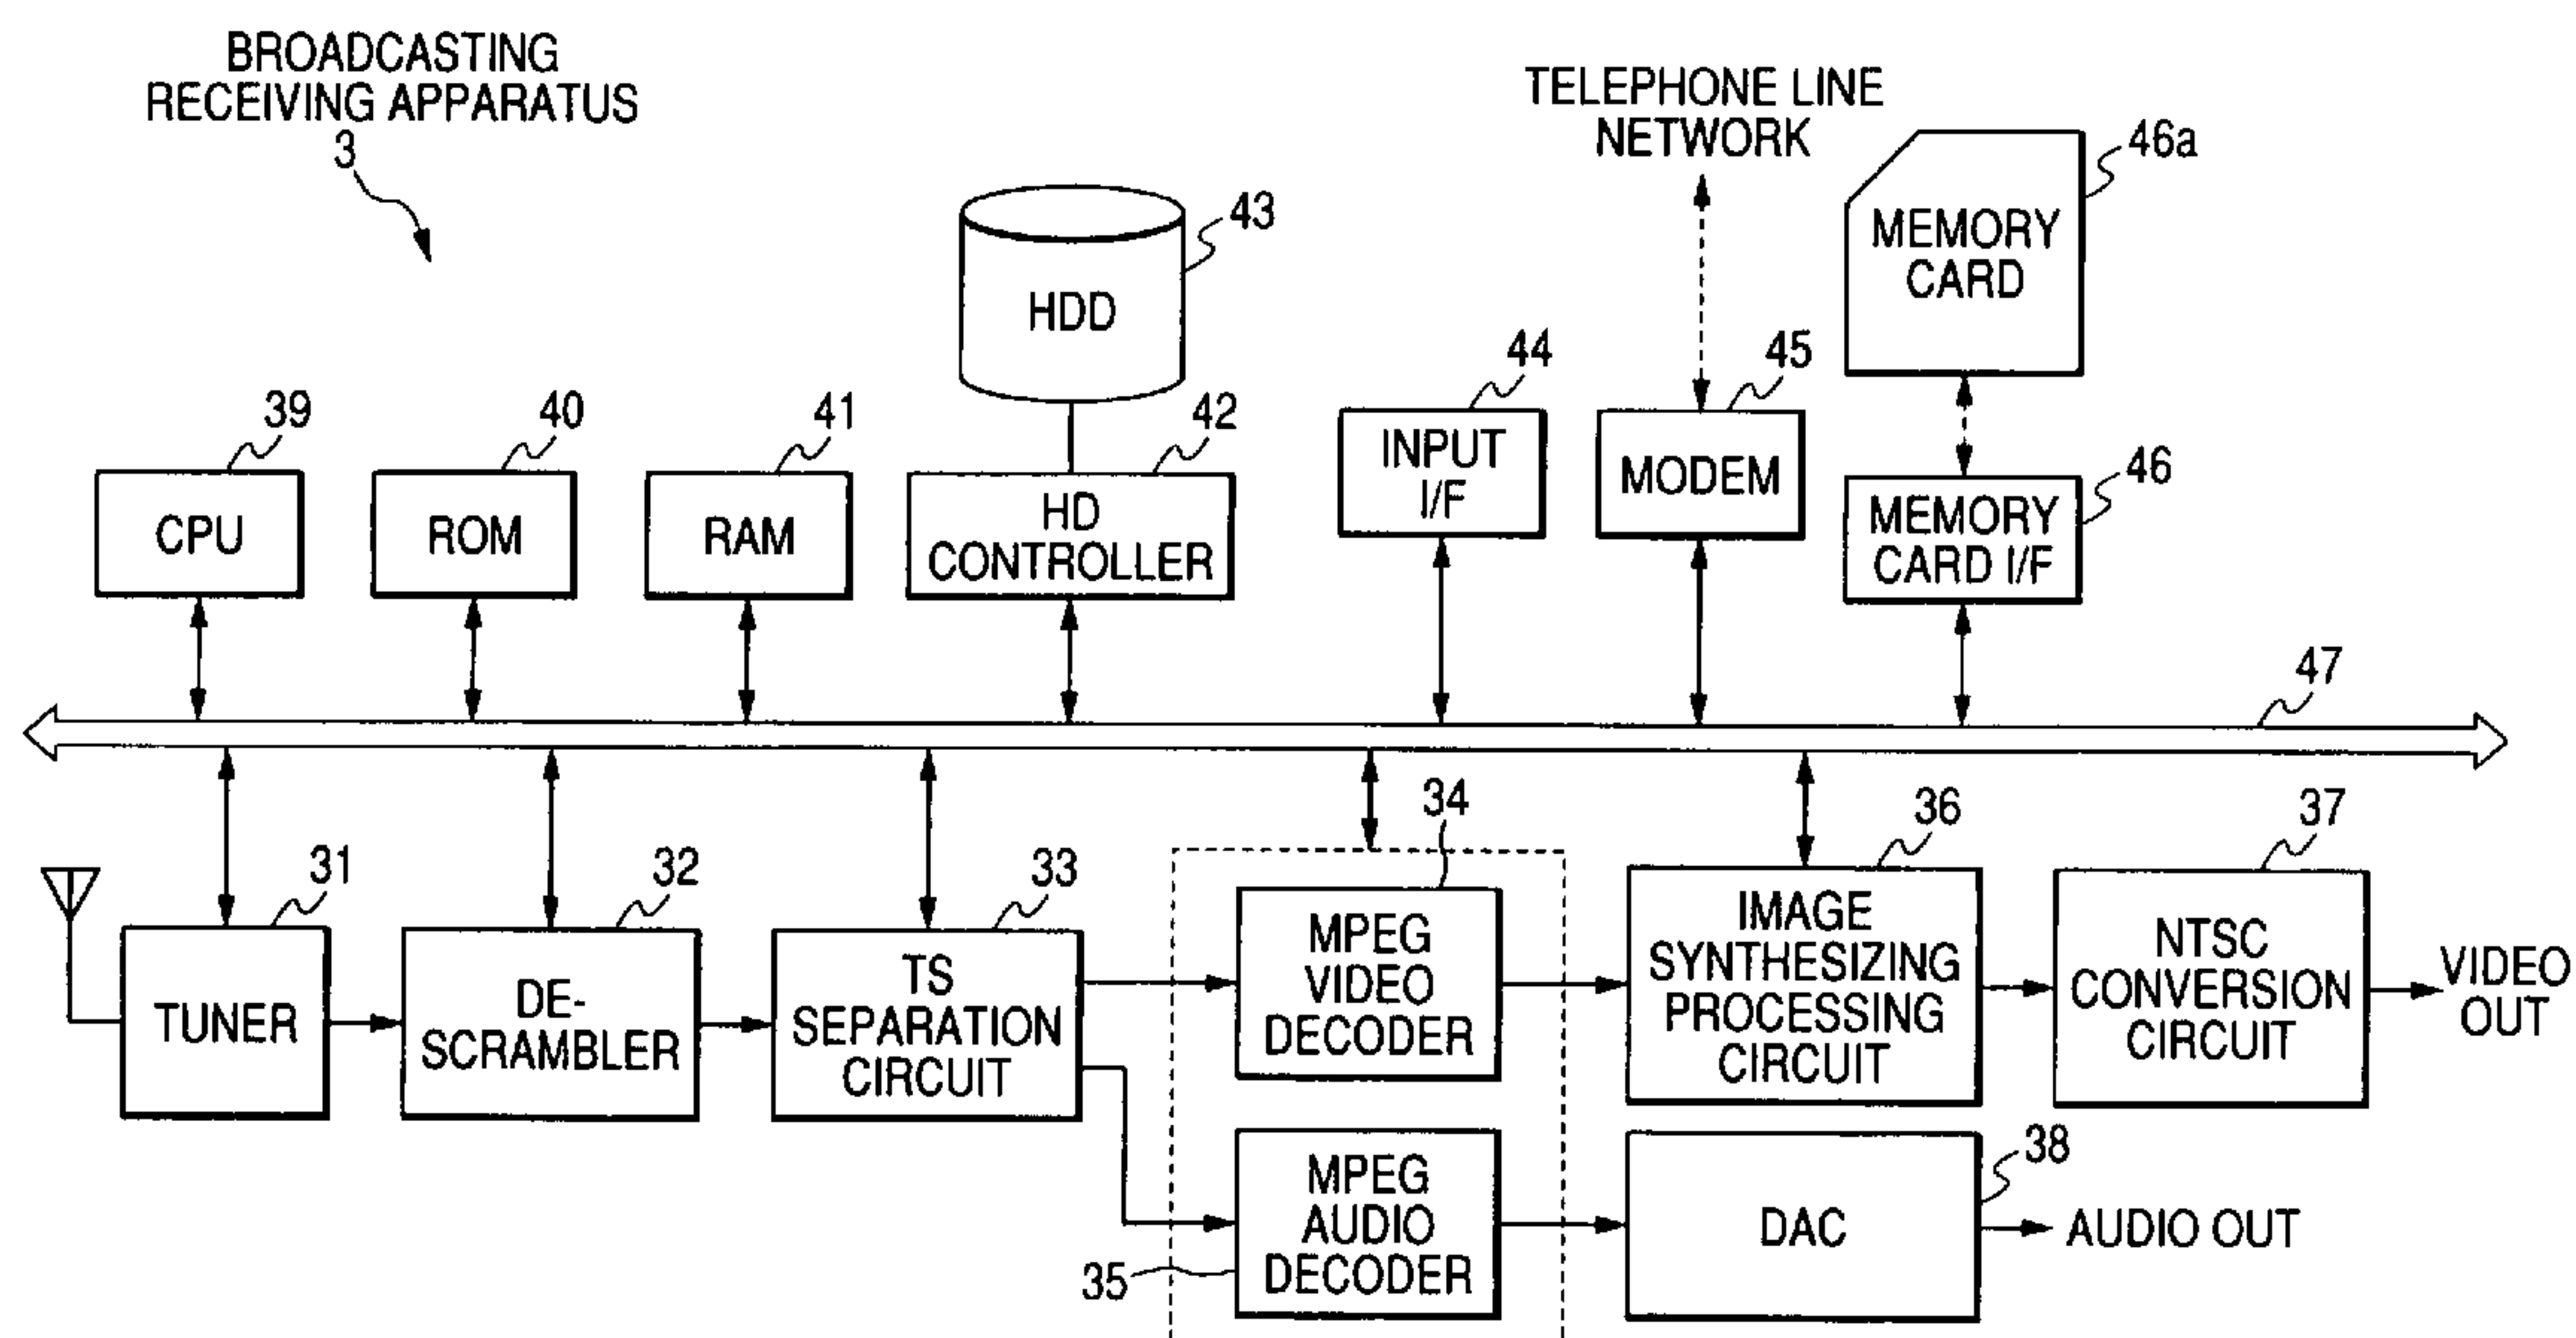 BROADCASTING
RECEIVING APPARATUS
3
TELEPHONE LINE
NETWORK
46a
MEMORY
CARD
43
HDD
39
40
41
42
44
45
46
CPU
ROM
RAM
HD
CONTROLLER
INPUT
I/F
MODEM
MEMORY
CARD I/F
47
31
32
33
34
36
37
TUNER
DE-
SCRAMBLER
TS
SEPARATION
CIRCUIT
MPEG
VIDEO
DECODER
IMAGE
SYNTHESIZING
PROCESSING
CIRCUIT
NTSC
CONVERSION
CIRCUIT
VIDEO
OUT
35
MPEG
AUDIO
DECODER
DAC
38
AUDIO OUT